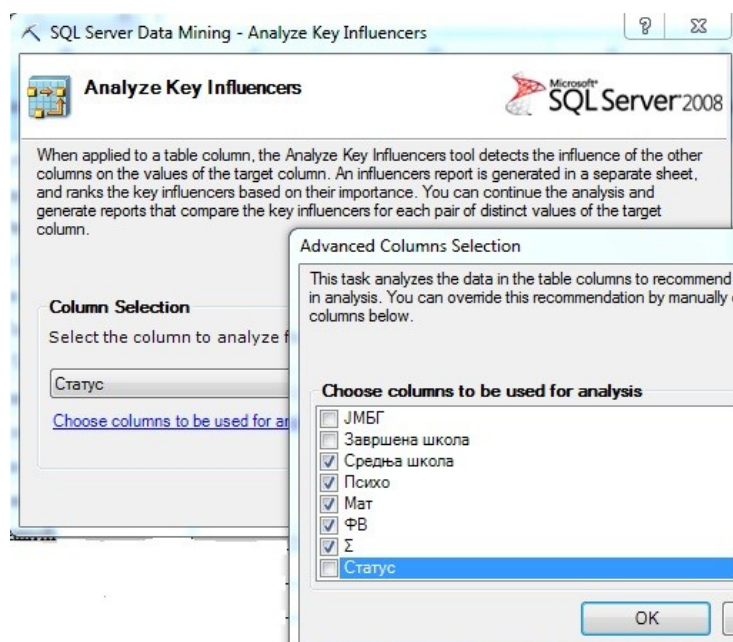 SQL Server Data Mining - Analyze Key Influencers
Analyze Key Influencers
Microsoft®
SQL Server 2008
When applied to a table column, the Analyze Key Influencers tool detects the influence of the other
columns on the values of the target column. An influencers report is generated in a separate sheet,
and ranks the key influencers based on their importance. You can continue the analysis and
generate reports that compare the key influencers for each pair of distinct values of the target
column.
Column Selection
Select the column to analyze f
Статус
Choose columns to be used for an
Advanced Columns Selection
This task analyzes the data in the table columns to recommend
in analysis. You can override this recommendation by manually
columns below.
Choose columns to be used for analysis
ЈМБГ
Завршена школа
Средња школа
Психо
Мат
ФВ
Σ
Статус
OK